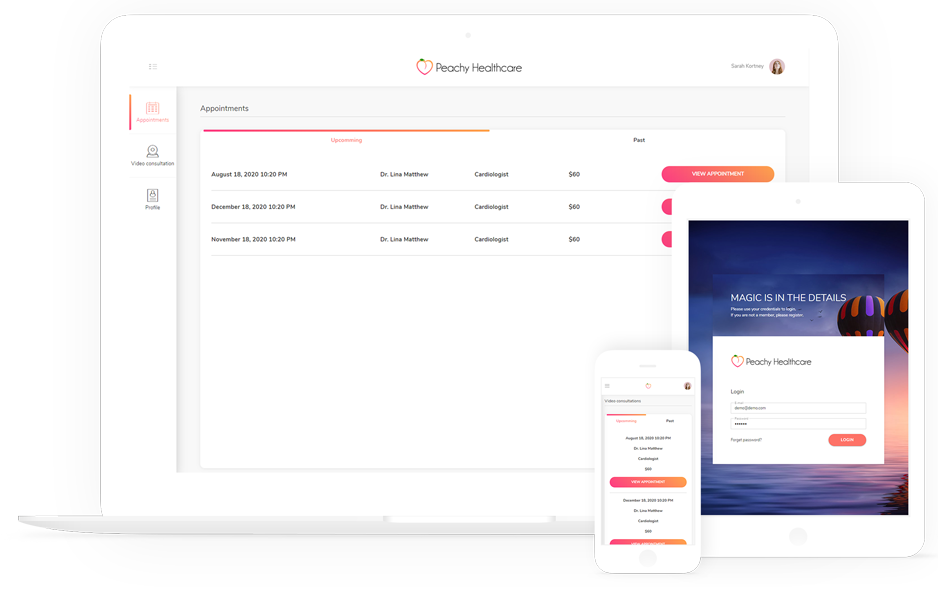 Peachy Healthcare
Sarah Kortney
Appointments
Appointments
Video consultation
Profile
Upcomming
Past
August 18, 2020 10:20 PM Dr. Lina Matthew Cardiologist $60 VIEW APPOINTMENT
December 18, 2020 10:20 PM Dr. Lina Matthew Cardiologist $60
November 18, 2020 10:20 PM Dr. Lina Matthew Cardiologist $60
MAGIC IS IN THE DETAILS
Please use your credentials to login.
If you are not a member, please register.
Peachy Healthcare
Login
demo@demo.com
Forgot password?
LOGIN
Video consultations
Upcomming
Past
August 18, 2020 10:20 PM
Dr. Lina Matthew
Cardiologist
$60
VIEW APPOINTMENT
December 18, 2020 10:20 PM
Dr. Lina Matthew
Cardiologist
$60
VIEW APPOINTMENT